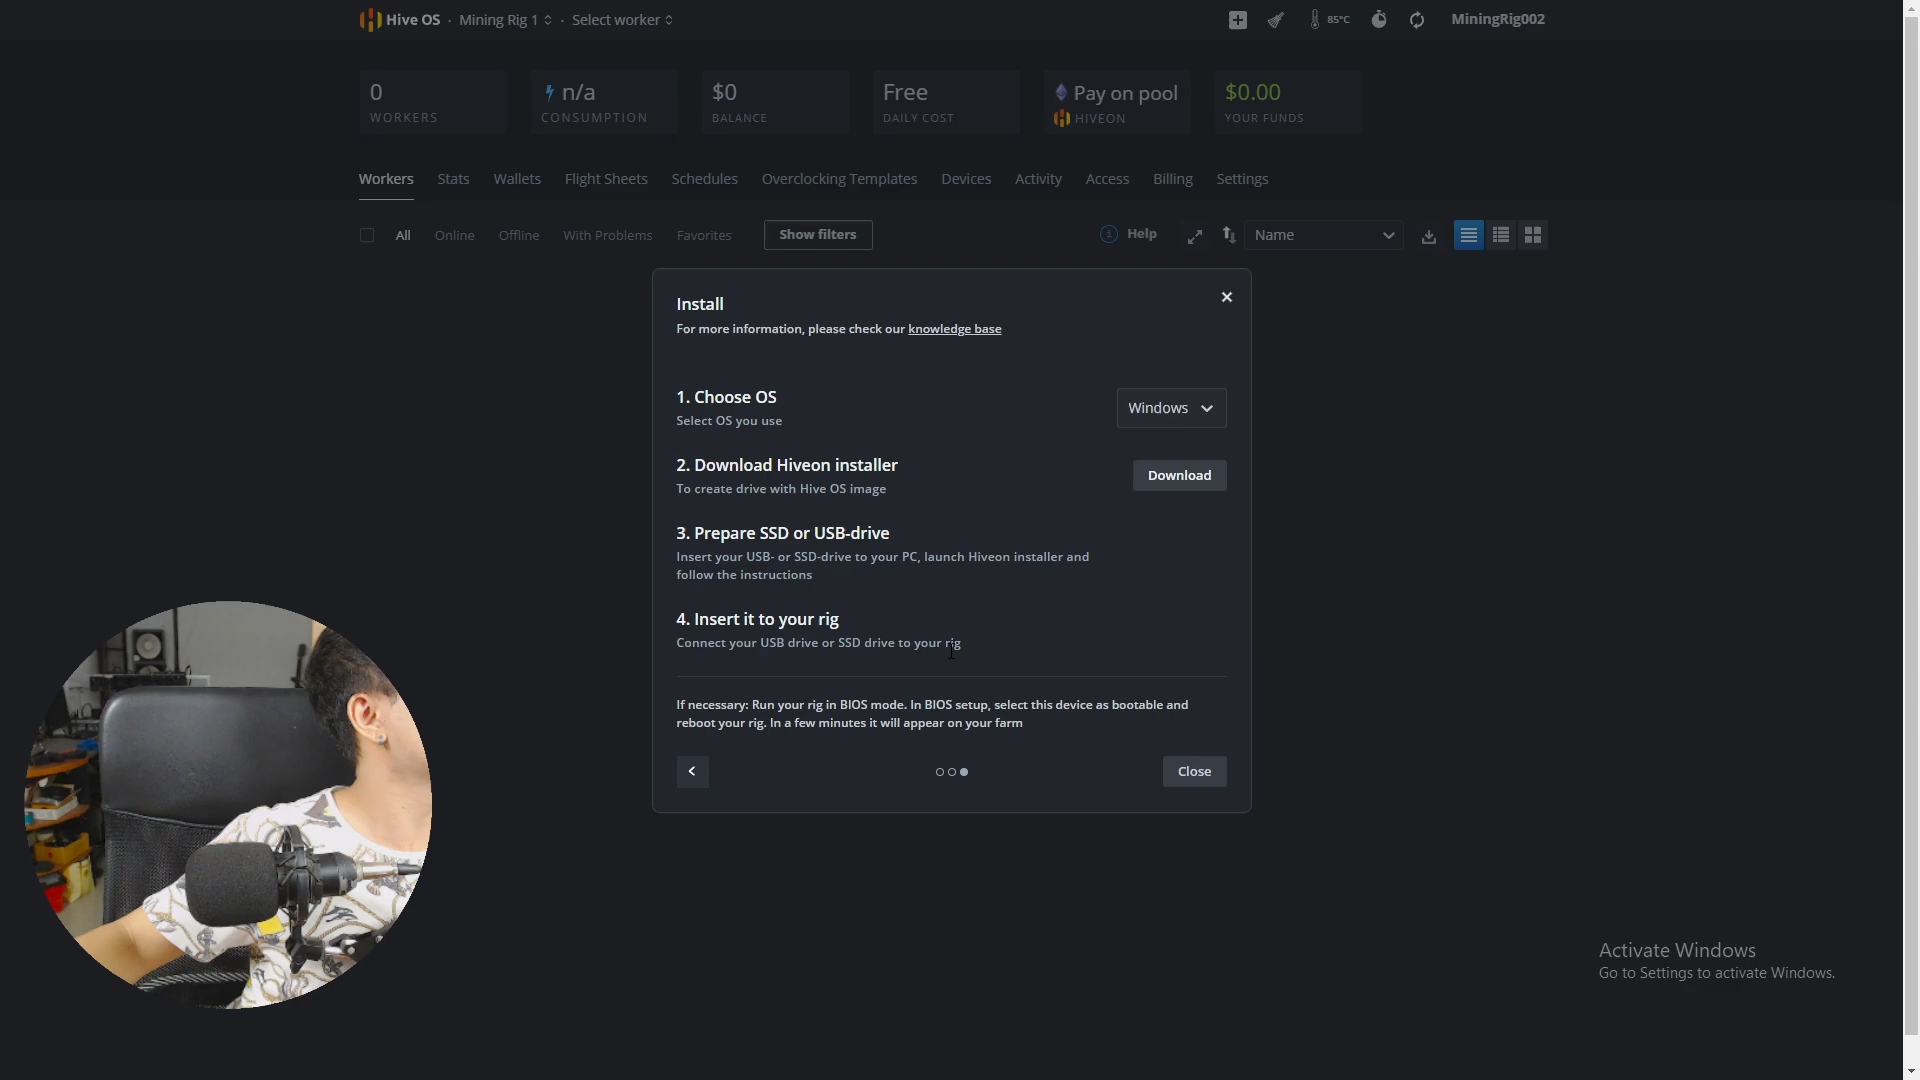 Hive OS · Mining Rig 1 · Select worker
85°C
MiningRig002
0
WORKERS
n/a
CONSUMPTION
$0
BALANCE
Free
DAILY COST
Pay on pool
HIVEON
$0.00
YOUR FUNDS
Workers Stats Wallets Flight Sheets Schedules Overclocking Templates Devices Activity Access Billing Settings
All Online Offline With Problems Favorites Show filters Help Name
Install
For more information, please check our knowledge base
1. Choose OS
Select OS you use
Windows
2. Download Hiveon installer
To create drive with Hive OS image
Download
3. Prepare SSD or USB-drive
Insert your USB- or SSD-drive to your PC, launch Hiveon installer and
follow the instructions
4. Insert it to your rig
Connect your USB drive or SSD drive to your rig
If necessary: Run your rig in BIOS mode. In BIOS setup, select this device as bootable and
reboot your rig. In a few minutes it will appear on your farm
Close
Activate Windows
Go to Settings to activate Windows.